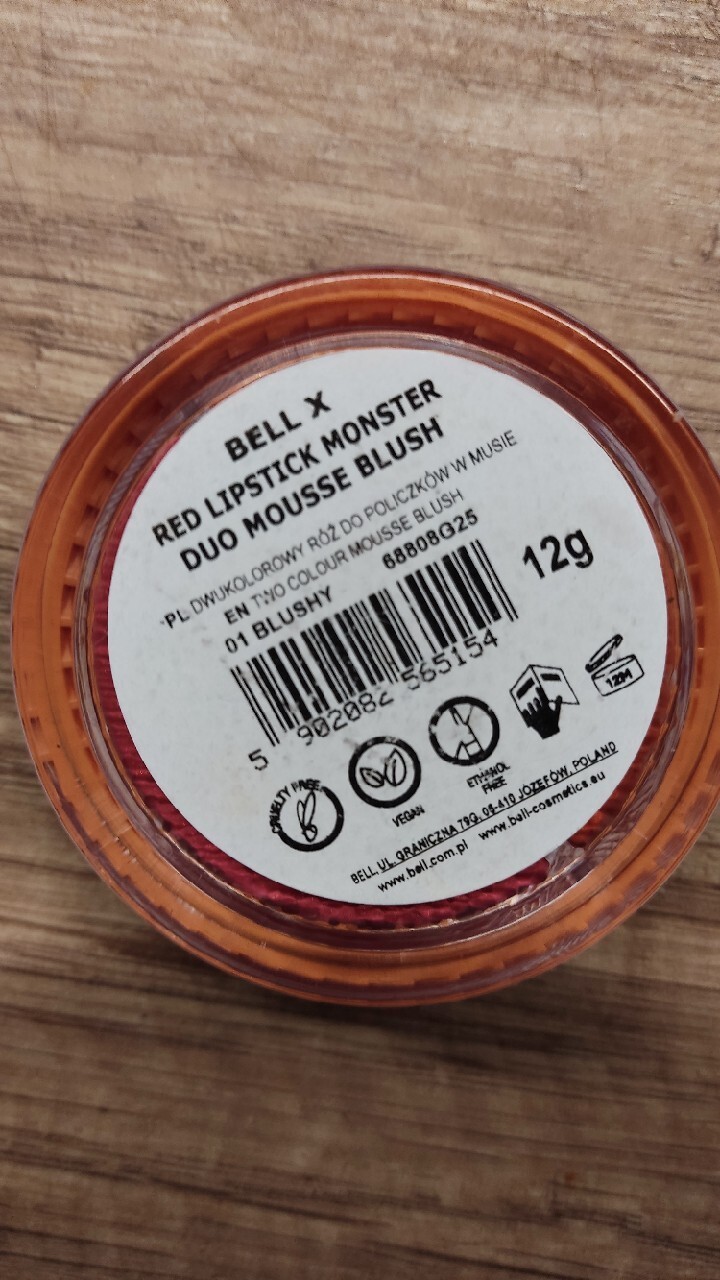 BELL X
RED LIPSTICK MONSTER
DUO MOUSSE BLUSH
PL DWUKOLOROWY RÓŻ DO POLICZKÓW W MUSIE
EN TWO COLOUR MOUSSE BLUSH
01 BLUSHY 68808G25
12g
5 902082 565154
CRUELTY FREE
VEGAN
ETHANOL
FREE
12M
BELL, UL. GRANICZNA 79G, 05-410 JÓZEFÓW, POLAND
www.bell.com.pl www.bell-cosmetics.eu